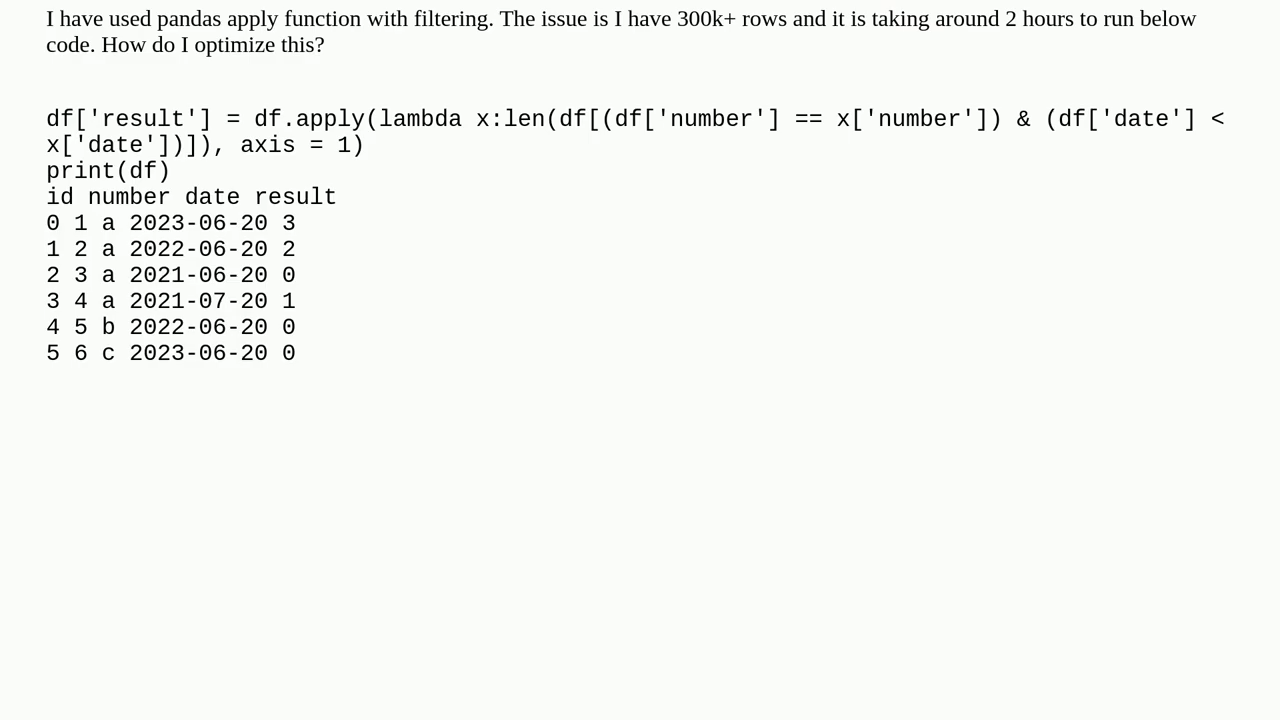 I have used pandas apply function with filtering. The issue is I have 300k+ rows and it is taking around 2 hours to run below
code. How do I optimize this?
df['result'] = df.apply(lambda x:len(df[(df['number'] == x['number']) & (df['date'] <
x['date'])]), axis = 1)
print(df)
id number date result
0 1 a 2023-06-20 3
1 2 a 2022-06-20 2
2 3 a 2021-06-20 0
3 4 a 2021-07-20 1
4 5 b 2022-06-20 0
5 6 c 2023-06-20 0